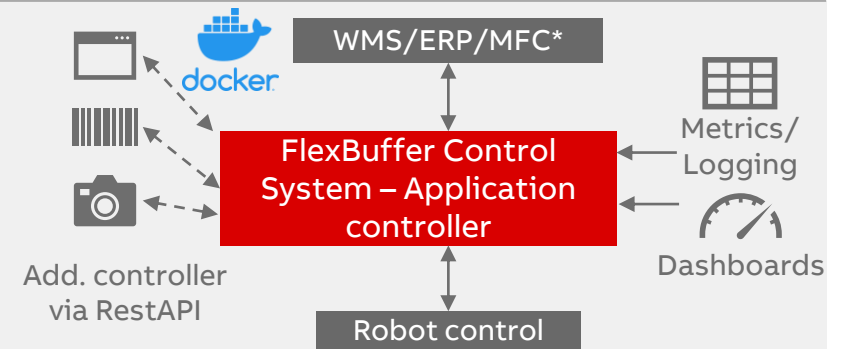 docker
WMS/ERP/MFC*
FlexBuffer Control
System – Application
controller
Metrics/
Logging
Dashboards
Add. controller
via RestAPI
Robot control